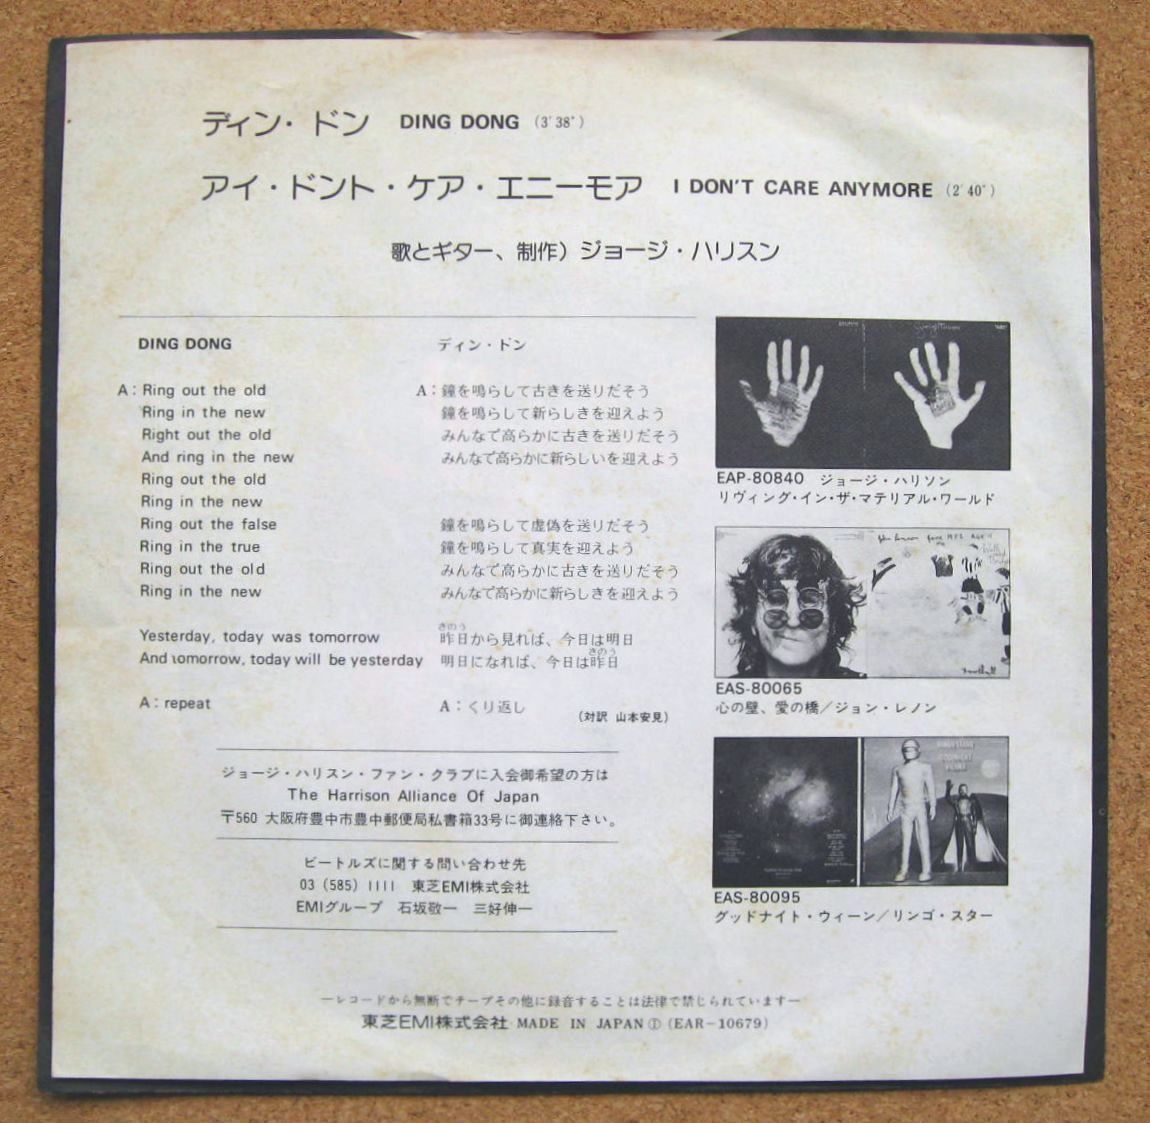 ディン・ドン DING DONG (3'38")
アイ・ドント・ケア・エニーモア I DON'T CARE ANYMORE (2'40")
歌とギター、制作）ジョージ・ハリスン
DING DONG
A：Ring out the old
Ring in the new
Right out the old
And ring in the new
Ring out the old
Ring in the new
Ring out the false
Ring in the true
Ring out the old
Ring in the new
Yesterday, today was tomorrow
And tomorrow, today will be yesterday
A：repeat
ディン・ドン
A：鐘を鳴らして古きを送りだそう
鐘を鳴らして新らしきを迎えよう
みんなで高らかに古きを送りだそう
みんなで高らかに新らしいを迎えよう
鐘を鳴らして虚偽を送りだそう
鐘を鳴らして真実を迎えよう
みんなで高らかに古きを送りだそう
みんなで高らかに新らしきを迎えよう
きのう
昨日から見れば、今日は明日
きのう
明日になれば、今日は昨日
A：くり返し
（対訳 山本安見）
EAP-80840 ジョージ・ハリソン
リヴィング・イン・ザ・マテリアル・ワールド
EAS-80065
心の壁、愛の橋／ジョン・レノン
EAS-80095
グッドナイト・ウィーン／リンゴ・スター
ジョージ・ハリスン・ファン・クラブに入会御希望の方は
The Harrison Alliance Of Japan
〒560 大阪府豊中市豊中郵便局私書箱33号に御連絡下さい。
ビートルズに関する問い合わせ先
03（585）1111 東芝EMI株式会社
EMIグループ 石坂敬一 三好伸一
―レコードから無断でテープその他に録音することは法律で禁じられています―
東芝EMI株式会社 MADE IN JAPAN Ⓣ (EAR-10679)